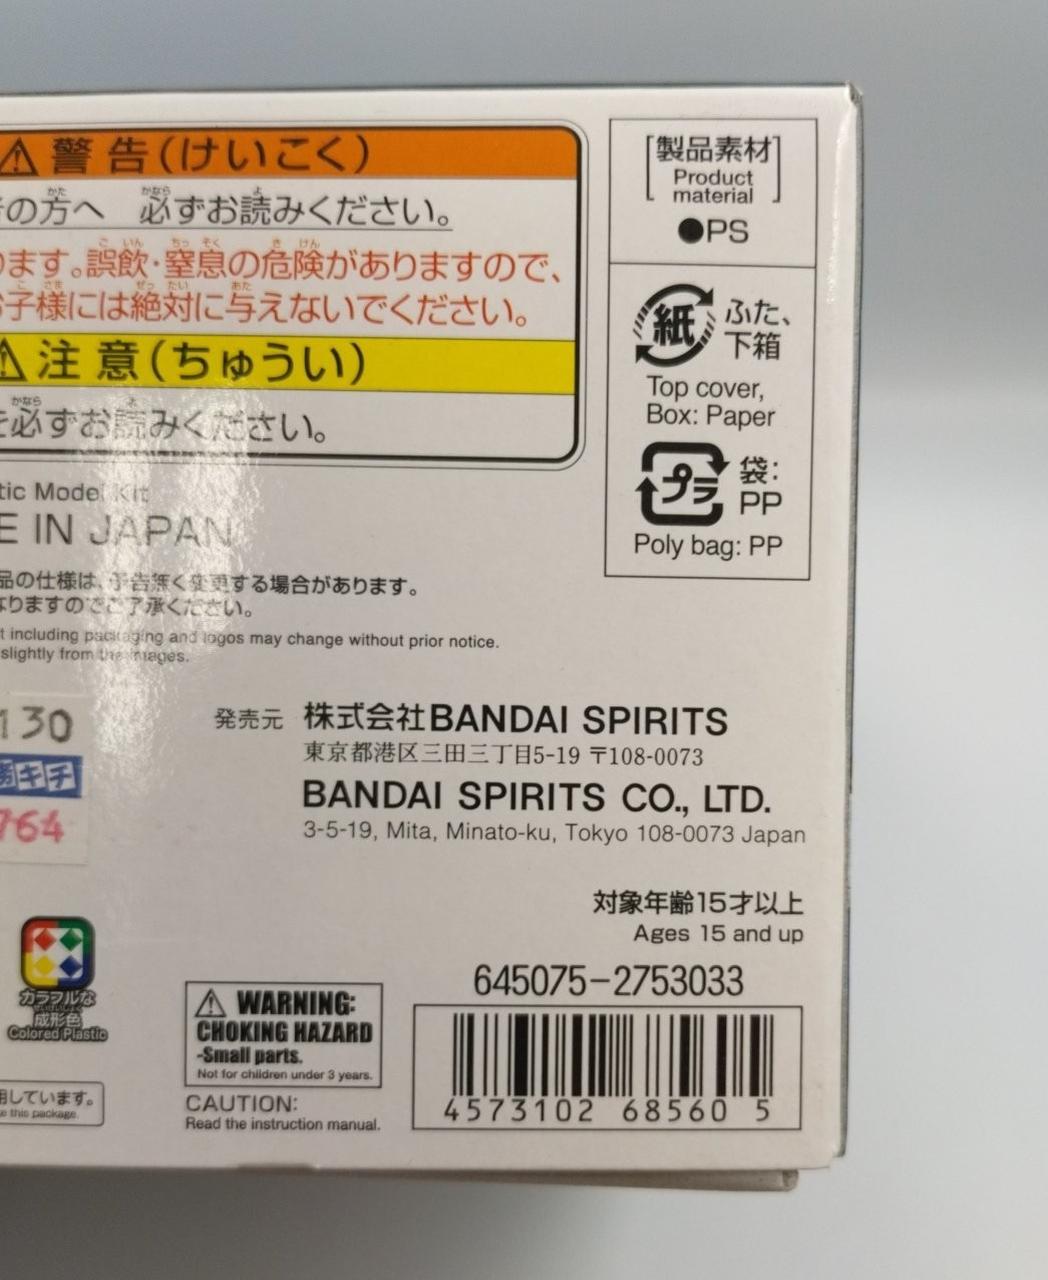 警告(けいこく)
の方へ 必ずお読みください。
ます。誤飲・窒息の危険がありますので、
子様には絶対に与えないでください。
注意(ちゅうい)
を必ずお読みください。
tic Model Kit
E IN JAPAN
品の仕様は、予告無く変更する場合があります。
なりますのでご了承ください。
t including packaging and logos may change without prior notice.
slightly from the images.
[製品素材]
[Product material]
●PS
紙 ふた、
下箱
Top cover,
Box: Paper
プラ 袋:
PP
Poly bag: PP
130
キチ
764
発売元 株式会社BANDAI SPIRITS
東京都港区三田三丁目5-19 〒108-0073
BANDAI SPIRITS CO., LTD.
3-5-19, Mita, Minato-ku, Tokyo 108-0073 Japan
対象年齢15才以上
Ages 15 and up
カラフルな
成形色
Colored Plastic
用しています。
e this package.
WARNING:
CHOKING HAZARD
-Small parts.
Not for children under 3 years.
CAUTION:
Read the instruction manual.
645075-2753033
4573102 68560 5